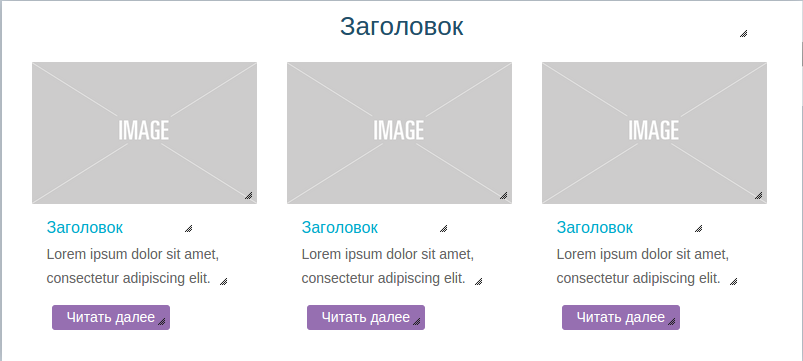 Заголовок
IMAGE
IMAGE
IMAGE
Заголовок
Lorem ipsum dolor sit amet,
consectetur adipiscing elit.
Читать далее
Заголовок
Lorem ipsum dolor sit amet,
consectetur adipiscing elit.
Читать далее
Заголовок
Lorem ipsum dolor sit amet,
consectetur adipiscing elit.
Читать далее